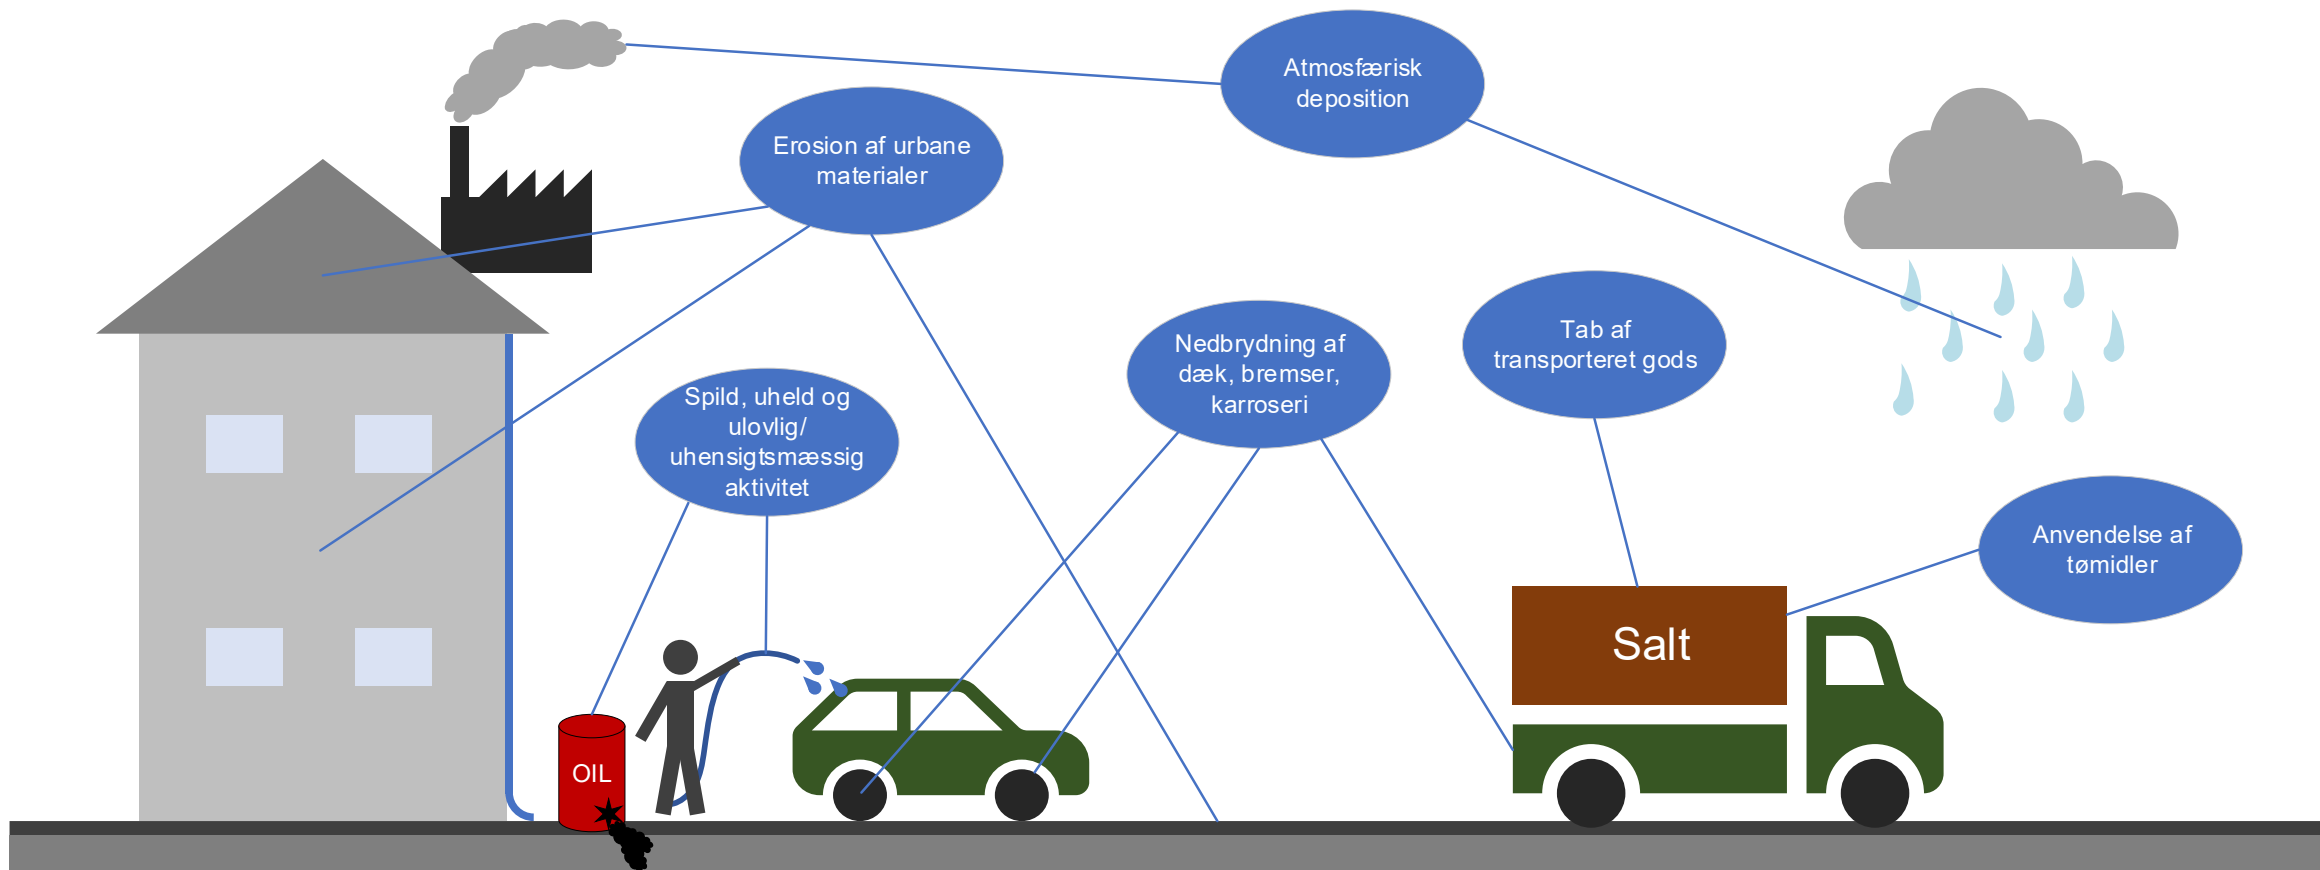 Atmosfærisk
deposition
Erosion af urbane
materialer
Nedbrydning af
dæk, bremser,
karroseri
Tab af
transporteret gods
Spild, uheld og
ulovlig/
uhensigtsmæssig
aktivitet
Anvendelse af
tømidler
Salt
OIL